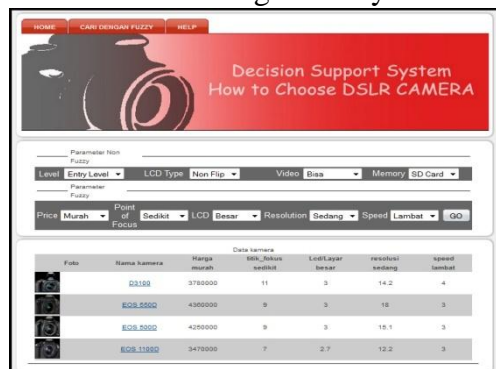 HOME CARI DENGAN FUZZY HELP
Decision Support System
How to Choose DSLR CAMERA
Parameter Non
Fuzzy
Level Entry Level LCD Type Non Flip Video Bisa Memory SD Card
Parameter
Fuzzy
Price Murah Point of Focus Sedikit LCD Besar Resolution Sedang Speed Lambat GO
Data kamera
Foto Nama kamera Harga murah titik_fokus sedikit Lcd/Layar besar resolusi sedang speed lambat
D3100 3760000 11 3 14.2 4
EOS 550D 4360000 9 3 18 3
EOS 500D 4250000 9 3 15.1 3
EOS 1100D 3470000 7 2.7 12.2 3